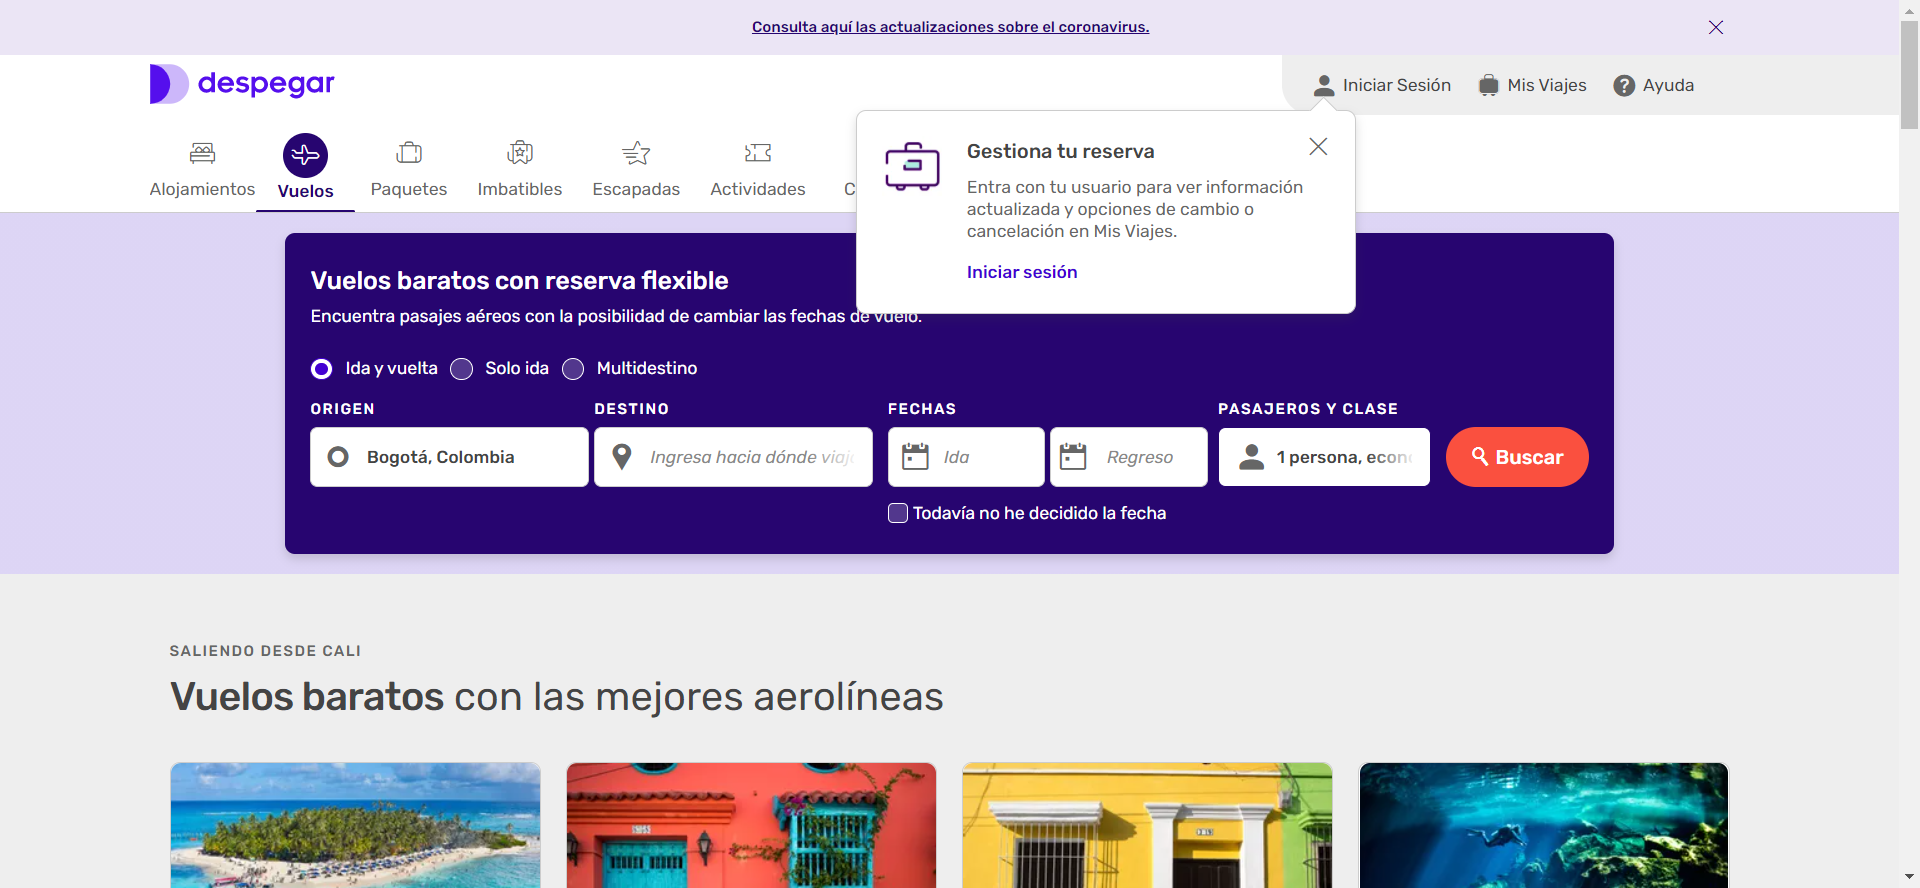 Consulta aquí las actualizaciones sobre el coronavirus.
despegar
Iniciar Sesión
Mis Viajes
Ayuda
Alojamientos
Vuelos
Paquetes
Imbatibles
Escapadas
Actividades
C
Gestiona tu reserva
Entra con tu usuario para ver información
actualizada y opciones de cambio o
cancelación en Mis Viajes.
Iniciar sesión
Vuelos baratos con reserva flexible
Encuentra pasajes aéreos con la posibilidad de cambiar las fechas de vuelo.
Ida y vuelta
Solo ida
Multidestino
ORIGEN
DESTINO
FECHAS
PASAJEROS Y CLASE
Bogotá, Colombia
Ingresa hacia dónde viaj
Ida
Regreso
1 persona, econ
Buscar
Todavía no he decidido la fecha
SALIENDO DESDE CALI
Vuelos baratos con las mejores aerolíneas